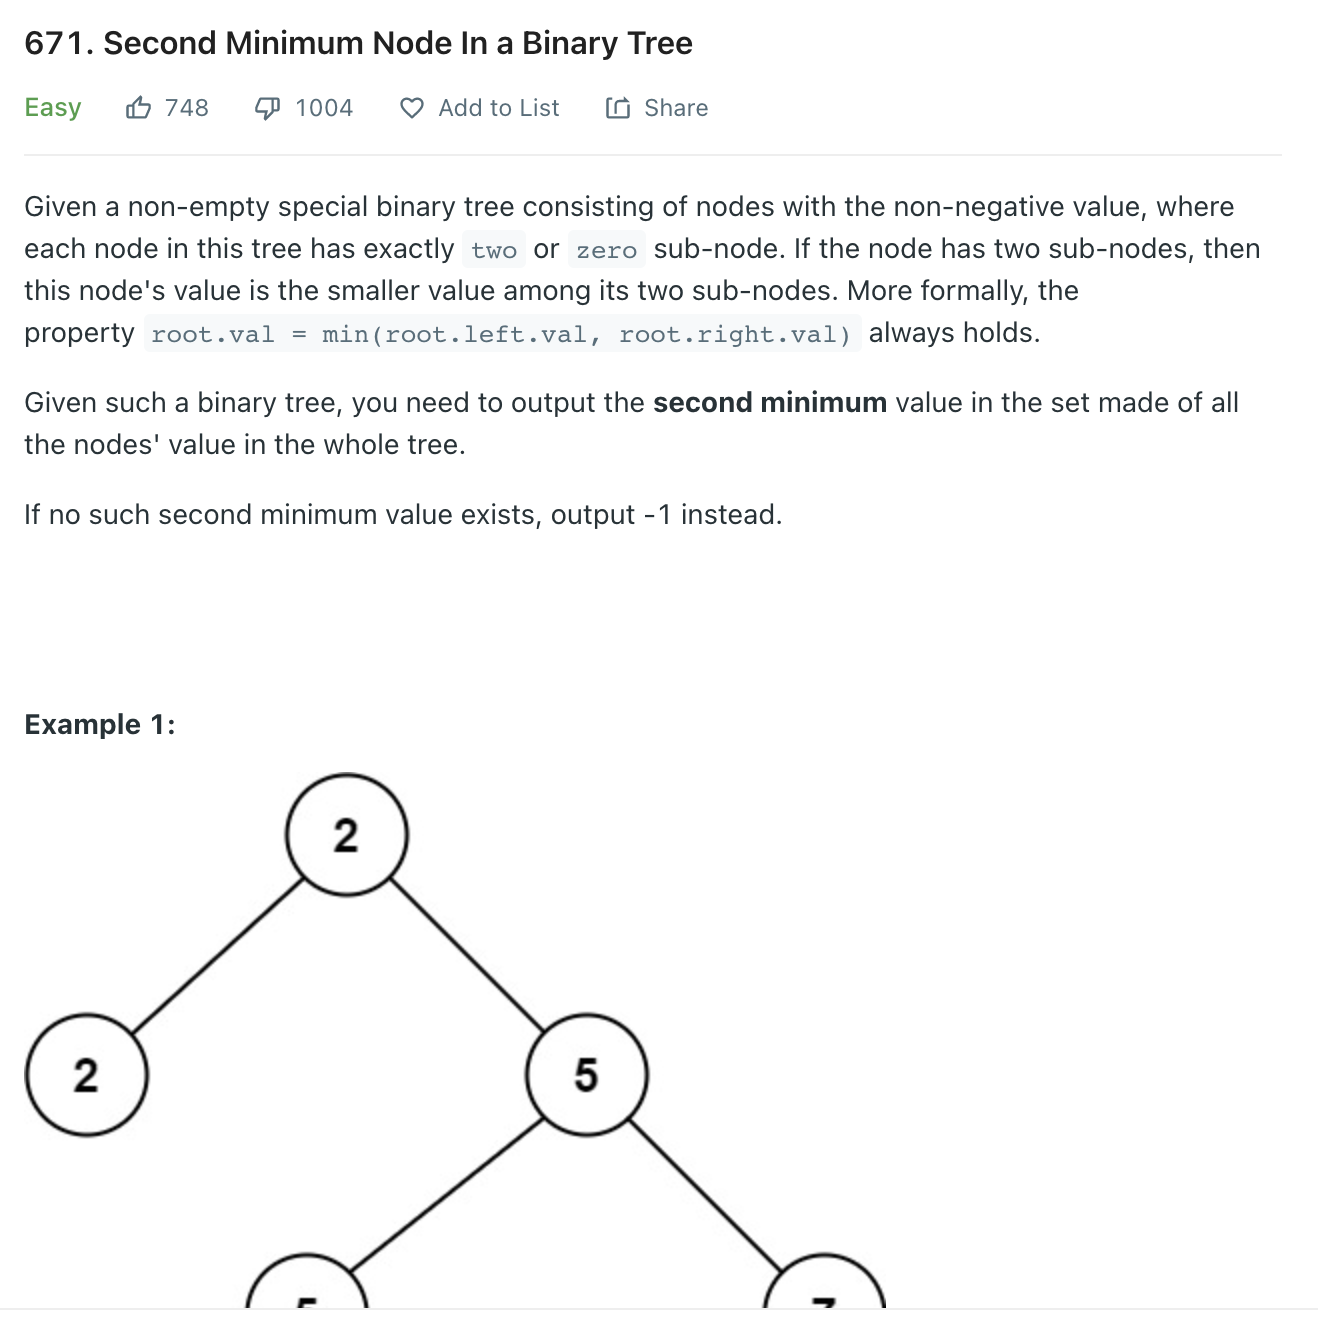 671. Second Minimum Node In a Binary Tree
Easy 748 1004 Add to List Share
Given a non-empty special binary tree consisting of nodes with the non-negative value, where
each node in this tree has exactly two or zero sub-node. If the node has two sub-nodes, then
this node's value is the smaller value among its two sub-nodes. More formally, the
property root.val = min(root.left.val, root.right.val) always holds.
Given such a binary tree, you need to output the second minimum value in the set made of all
the nodes' value in the whole tree.
If no such second minimum value exists, output -1 instead.
Example 1:
2
2 5